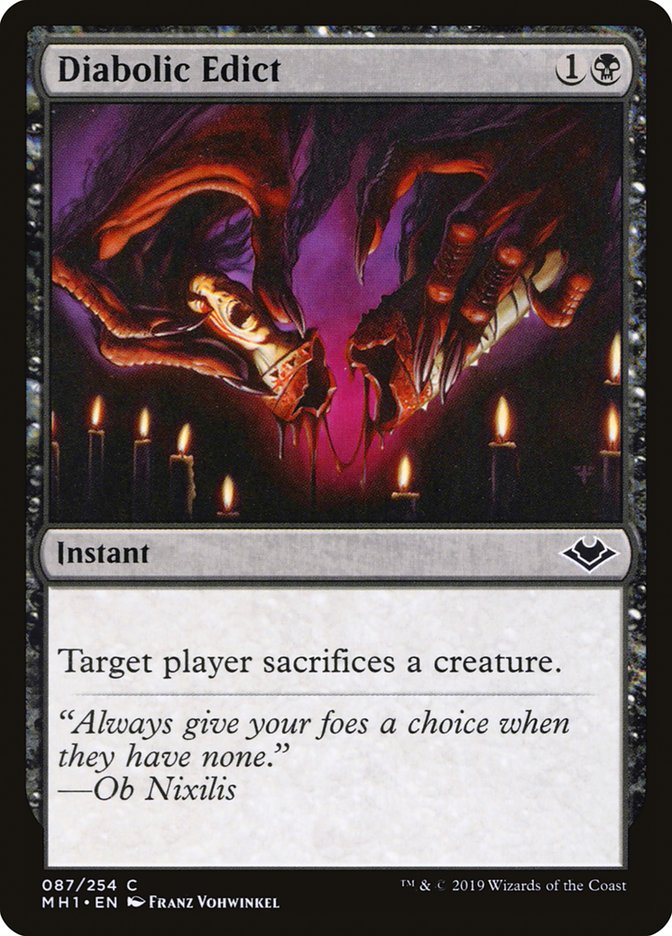 Diabolic Edict 1
Instant
Target player sacrifices a creature.
“Always give your foes a choice when
they have none.”
—Ob Nixilis
087/254 C
MH1 • EN Franz Vohwinkel
™ & © 2019 Wizards of the Coast